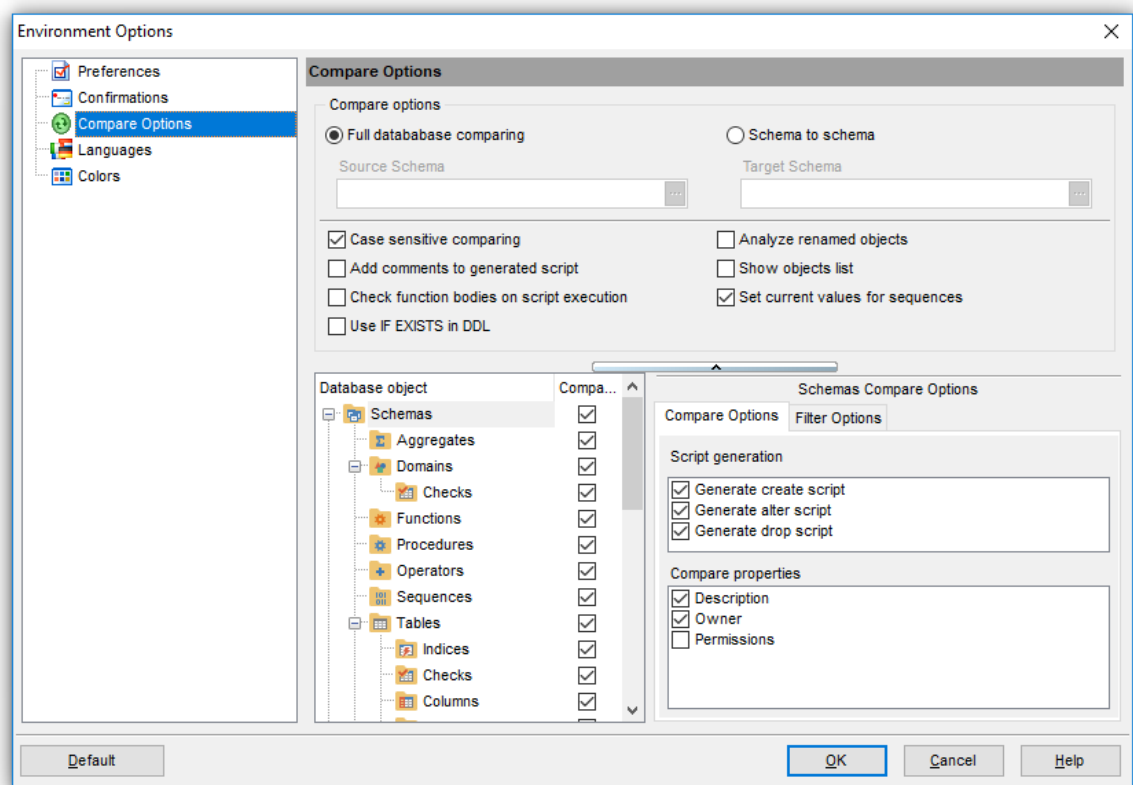 Environment Options
Preferences
Confirmations
Compare Options
Languages
Colors
Compare Options
Compare options
Full datababase comparing
Schema to schema
Source Schema
Target Schema
...
...
Case sensitive comparing
Analyze renamed objects
Add comments to generated script
Show objects list
Check function bodies on script execution
Set current values for sequences
Use IF EXISTS in DDL
Database object
Compa...
Schemas
Aggregates
Domains
Checks
Functions
Procedures
Operators
Sequences
Tables
Indices
Checks
Columns
Schemas Compare Options
Compare Options
Filter Options
Script generation
Generate create script
Generate alter script
Generate drop script
Compare properties
Description
Owner
Permissions
Default
OK
Cancel
Help